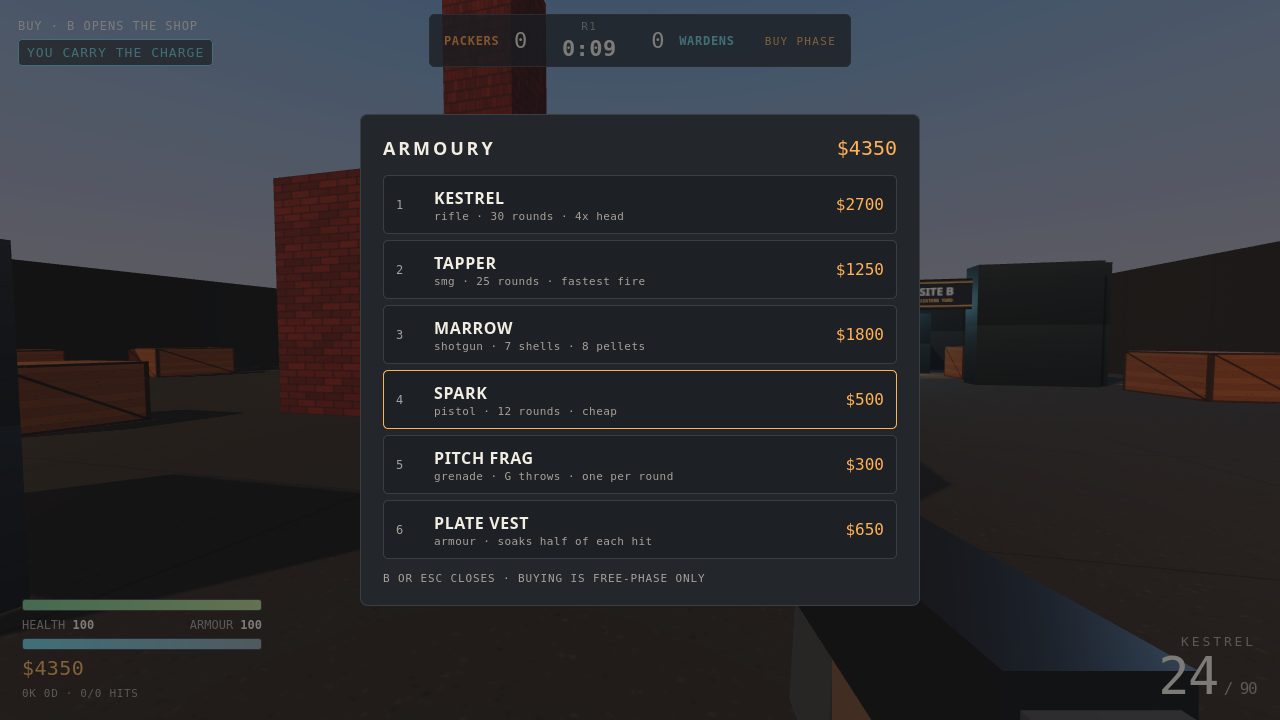 BUY · B OPENS THE SHOP
YOU CARRY THE CHARGE
PACKERS 0
R1
0:09
0 WARDENS
BUY PHASE
ARMOURY $4350
1 KESTREL $2700
rifle · 30 rounds · 4x head
2 TAPPER $1250
smg · 25 rounds · fastest fire
3 MARROW $1800
shotgun · 7 shells · 8 pellets
4 SPARK $500
pistol · 12 rounds · cheap
5 PITCH FRAG $300
grenade · G throws · one per round
6 PLATE VEST $650
armour · soaks half of each hit
B OR ESC CLOSES · BUYING IS FREE-PHASE ONLY
SITE B
HEALTH 100 ARMOUR 100
$4350
0K 0D · 0/0 HITS
KESTREL
24 / 90